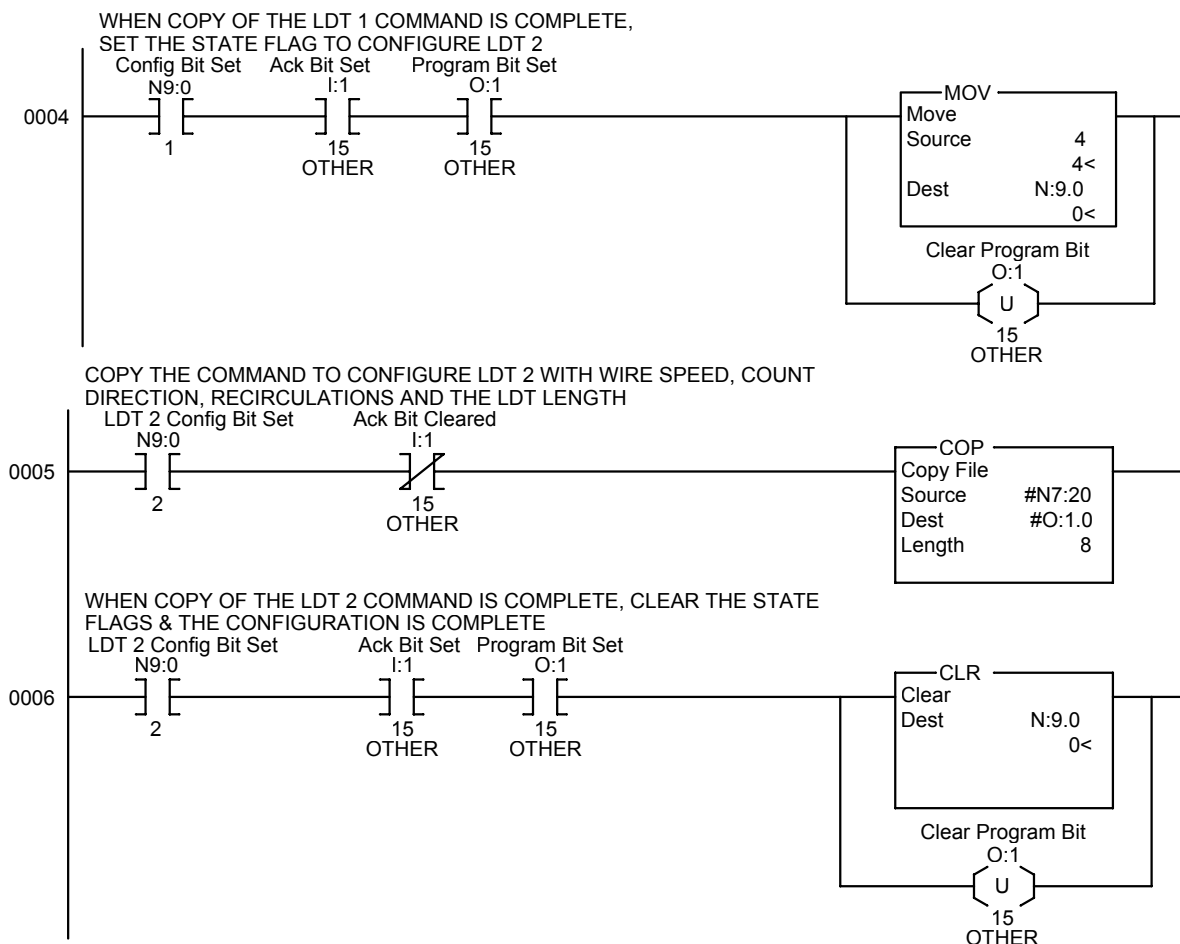 WHEN COPY OF THE LDT 1 COMMAND IS COMPLETE,
SET THE STATE FLAG TO CONFIGURE LDT 2
Config Bit Set Ack Bit Set Program Bit Set
N9:0 I:1 O:1
0004
1 15 15
OTHER OTHER
MOV
Move
Source 4
4<
Dest N:9.0
0<
Clear Program Bit
O:1
U
15
OTHER
COPY THE COMMAND TO CONFIGURE LDT 2 WITH WIRE SPEED, COUNT
DIRECTION, RECIRCULATIONS AND THE LDT LENGTH
LDT 2 Config Bit Set Ack Bit Cleared
N9:0 I:1
0005
2 15
OTHER
COP
Copy File
Source #N7:20
Dest #O:1.0
Length 8
WHEN COPY OF THE LDT 2 COMMAND IS COMPLETE, CLEAR THE STATE
FLAGS & THE CONFIGURATION IS COMPLETE
LDT 2 Config Bit Set Ack Bit Set Program Bit Set
N9:0 I:1 O:1
0006
2 15 15
OTHER OTHER
CLR
Clear
Dest N:9.0
0<
Clear Program Bit
O:1
U
15
OTHER